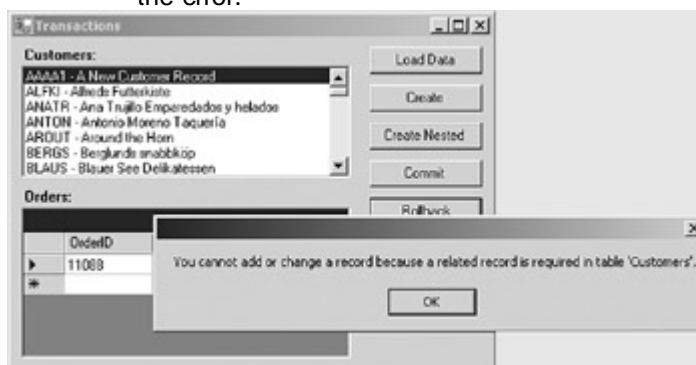 the error.
Transactions
Customers:
AAAA1 - A New Customer Record
ALFKI - Alfreds Futterkiste
ANATR - Ana Trujillo Emparedados y helados
ANTON - Antonio Moreno Taquería
AROUT - Around the Horn
BERGS - Berglunds snabbköp
BLAUS - Blauer See Delikatessen
Load Data
Create
Create Nested
Commit
Rollback
Orders:
OrderID
11088
You cannot add or change a record because a related record is required in table 'Customers'.
OK